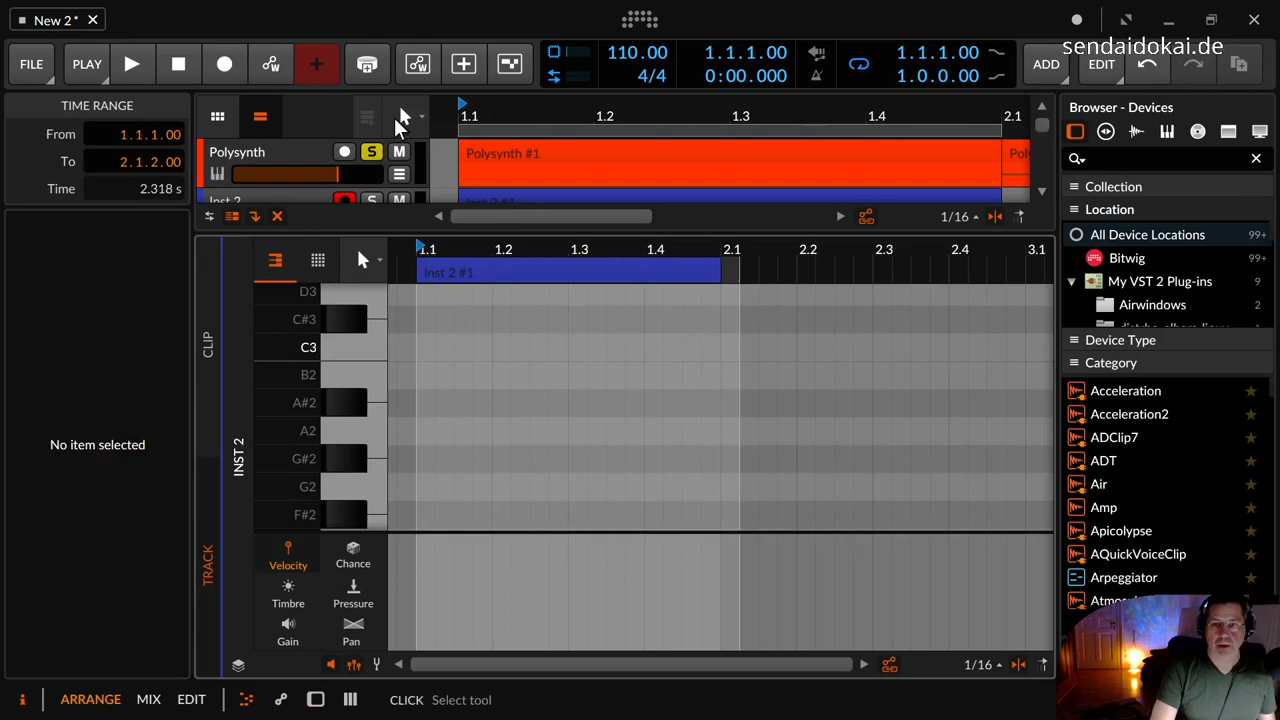 New 2*
sendaidokai.de
FILE
PLAY
110.00
4/4
1.1.1.00
0:00.000
1.1.1.00
1.0.0.00
ADD
EDIT
TIME RANGE
From 1.1.1.00
To 2.1.2.00
Time 2.318 s
1.1 1.2 1.3 1.4 2.1
Polysynth S M
Polysynth #1
Inst 2 S M
Inst 2 #1
1/16
Browser - Devices
Collection
Location
All Device Locations 99+
Bitwig 99+
My VST 2 Plug-ins 9
Airwindows 2
Device Type
Category
Acceleration
Acceleration2
ADClip7
ADT
Air
Amp
Apicolypse
AQuickVoiceClip
Arpeggiator
No item selected
CLIP
TRACK
INST 2
1.1 1.2 1.3 1.4 2.1 2.2 2.3 2.4 3.1
Inst 2 #1
D3
C#3
C3
B2
A#2
A2
G#2
G2
F#2
Velocity
Chance
Timbre
Pressure
Gain
Pan
1/16
i
ARRANGE
MIX
EDIT
CLICK Select tool